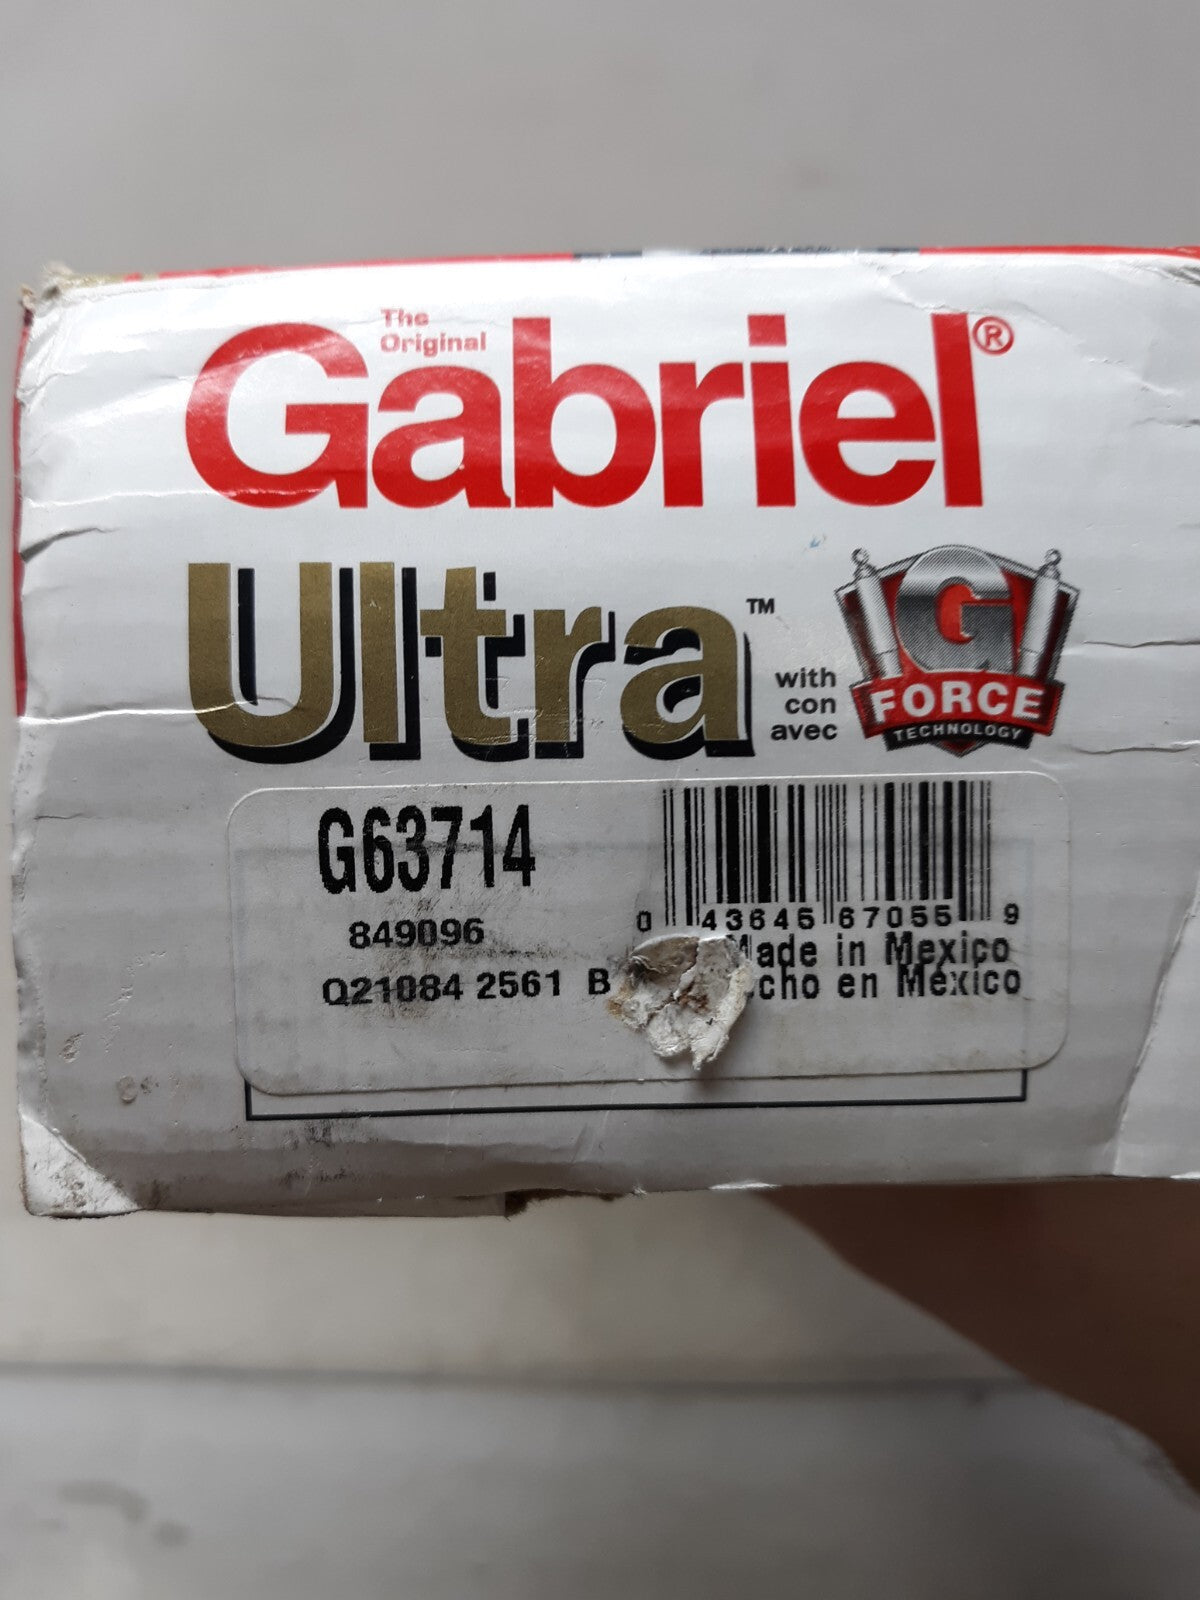 The
Original
Gabriel®
Ultra™
with
con
avec
G
FORCE
TECHNOLOGY
G63714
849096
Q21084 2561 B
0 43645 67055 9
Made in Mexico
cho en México